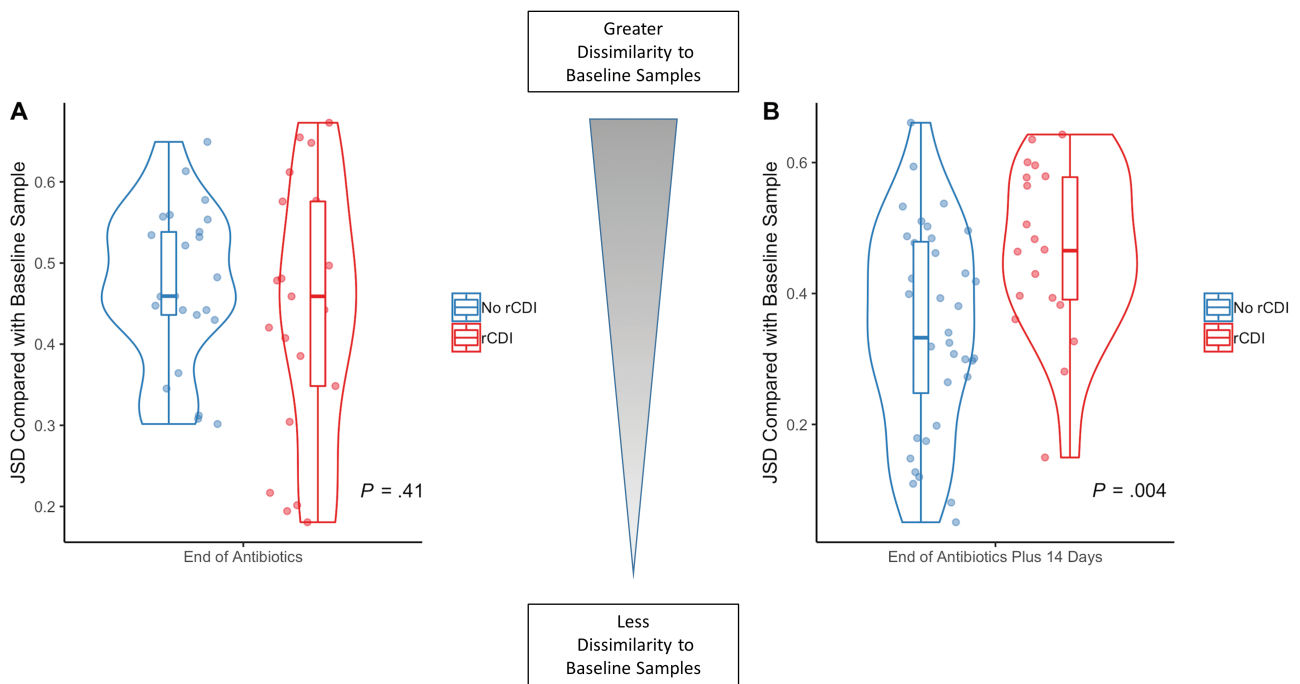 Greater
Dissimilarity to
Baseline Samples
A
JSD Compared with Baseline Sample
0.6
0.5
0.4
0.3
0.2
P = .41
End of Antibiotics
No rCDI
rCDI
B
JSD Compared with Baseline Sample
0.6
0.4
0.2
P = .004
End of Antibiotics Plus 14 Days
No rCDI
rCDI
Less
Dissimilarity to
Baseline Samples